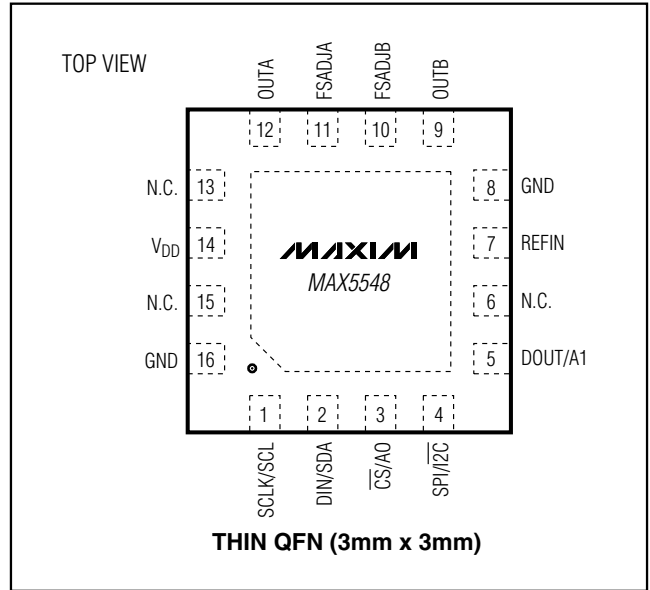 TOP VIEW
OUTA
FSADJA
FSADJB
OUTB
12
11
10
9
N.C. 13
8 GND
V_DD 14
7 REFIN
MAXIM
MAX5548
N.C. 15
6 N.C.
GND 16
5 DOUT/A1
1
2
3
4
SCLK/SCL
DIN/SDA
C̅S̅/A0
SPI/I̅2̅C̅
THIN QFN (3mm x 3mm)